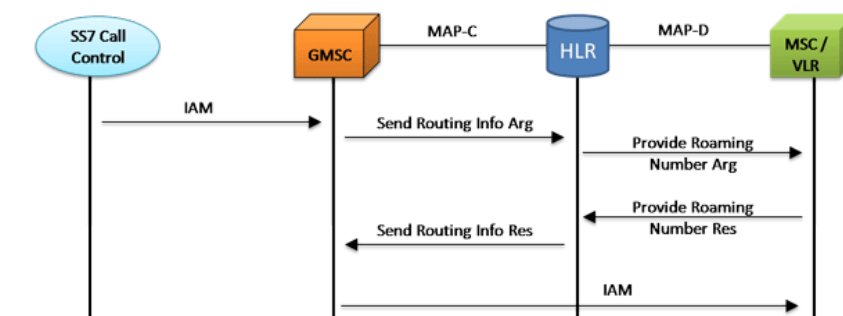 SS7 Call
Control
GMSC
MAP-C
HLR
MAP-D
MSC /
VLR
IAM
Send Routing Info Arg
Provide Roaming
Number Arg
Provide Roaming
Number Res
Send Routing Info Res
IAM